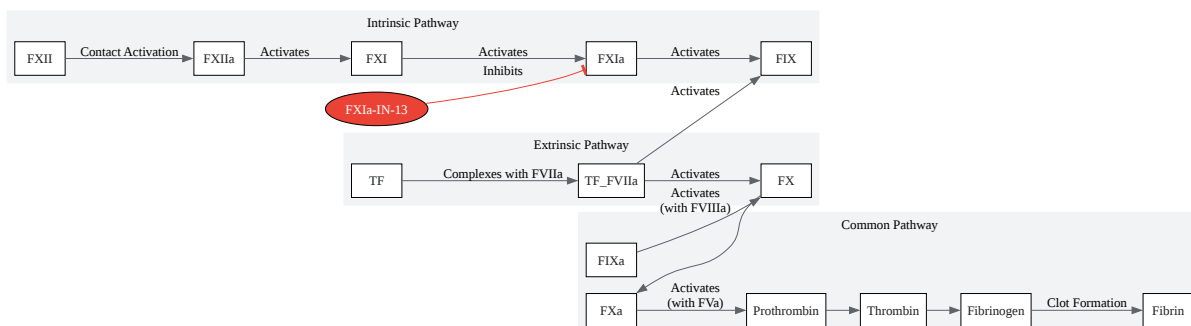 Intrinsic Pathway
FXII
Contact Activation
FXIIa
Activates
FXI
Activates
FXIa
Activates
FIX
Inhibits
FXIa-IN-13
Activates
Extrinsic Pathway
TF
Complexes with FVIIa
TF_FVIIa
Activates
FX
Activates
(with FVIIIa)
Common Pathway
FIXa
FXa
Activates
(with FVa)
Prothrombin
Thrombin
Fibrinogen
Clot Formation
Fibrin